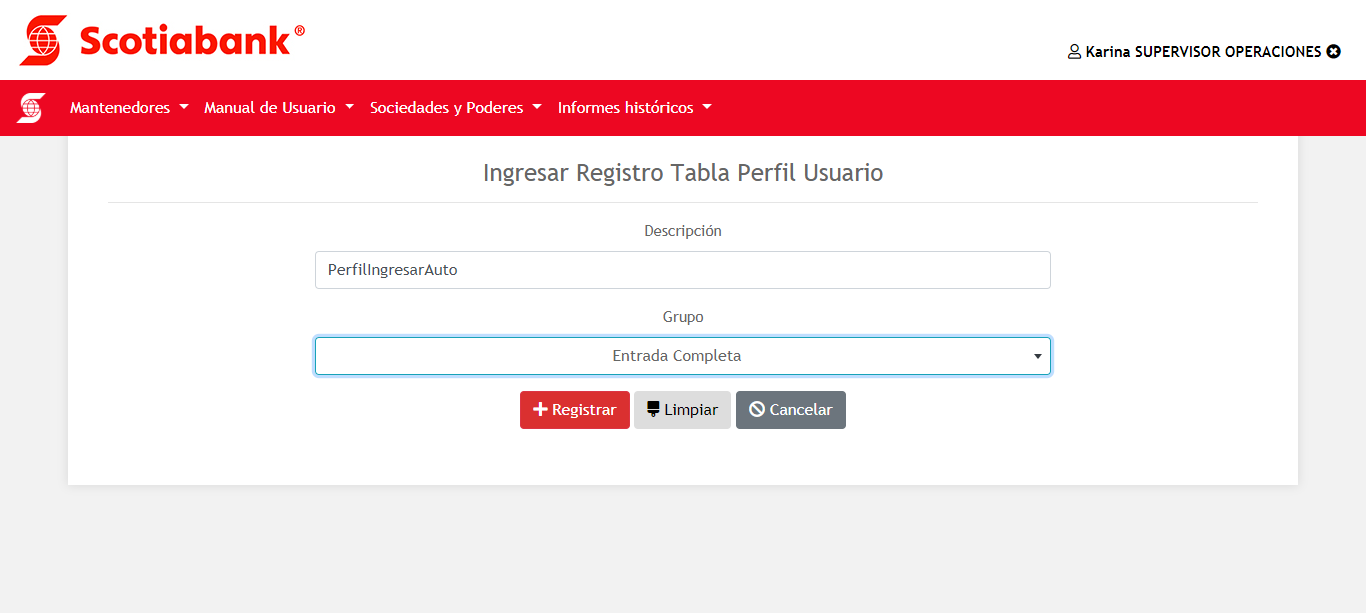 Scotiabank®
Karina SUPERVISOR OPERACIONES
Mantenedores Manual de Usuario Sociedades y Poderes Informes históricos
Ingresar Registro Tabla Perfil Usuario
Descripción
PerfilIngresarAuto
Grupo
Entrada Completa
Registrar Limpiar Cancelar